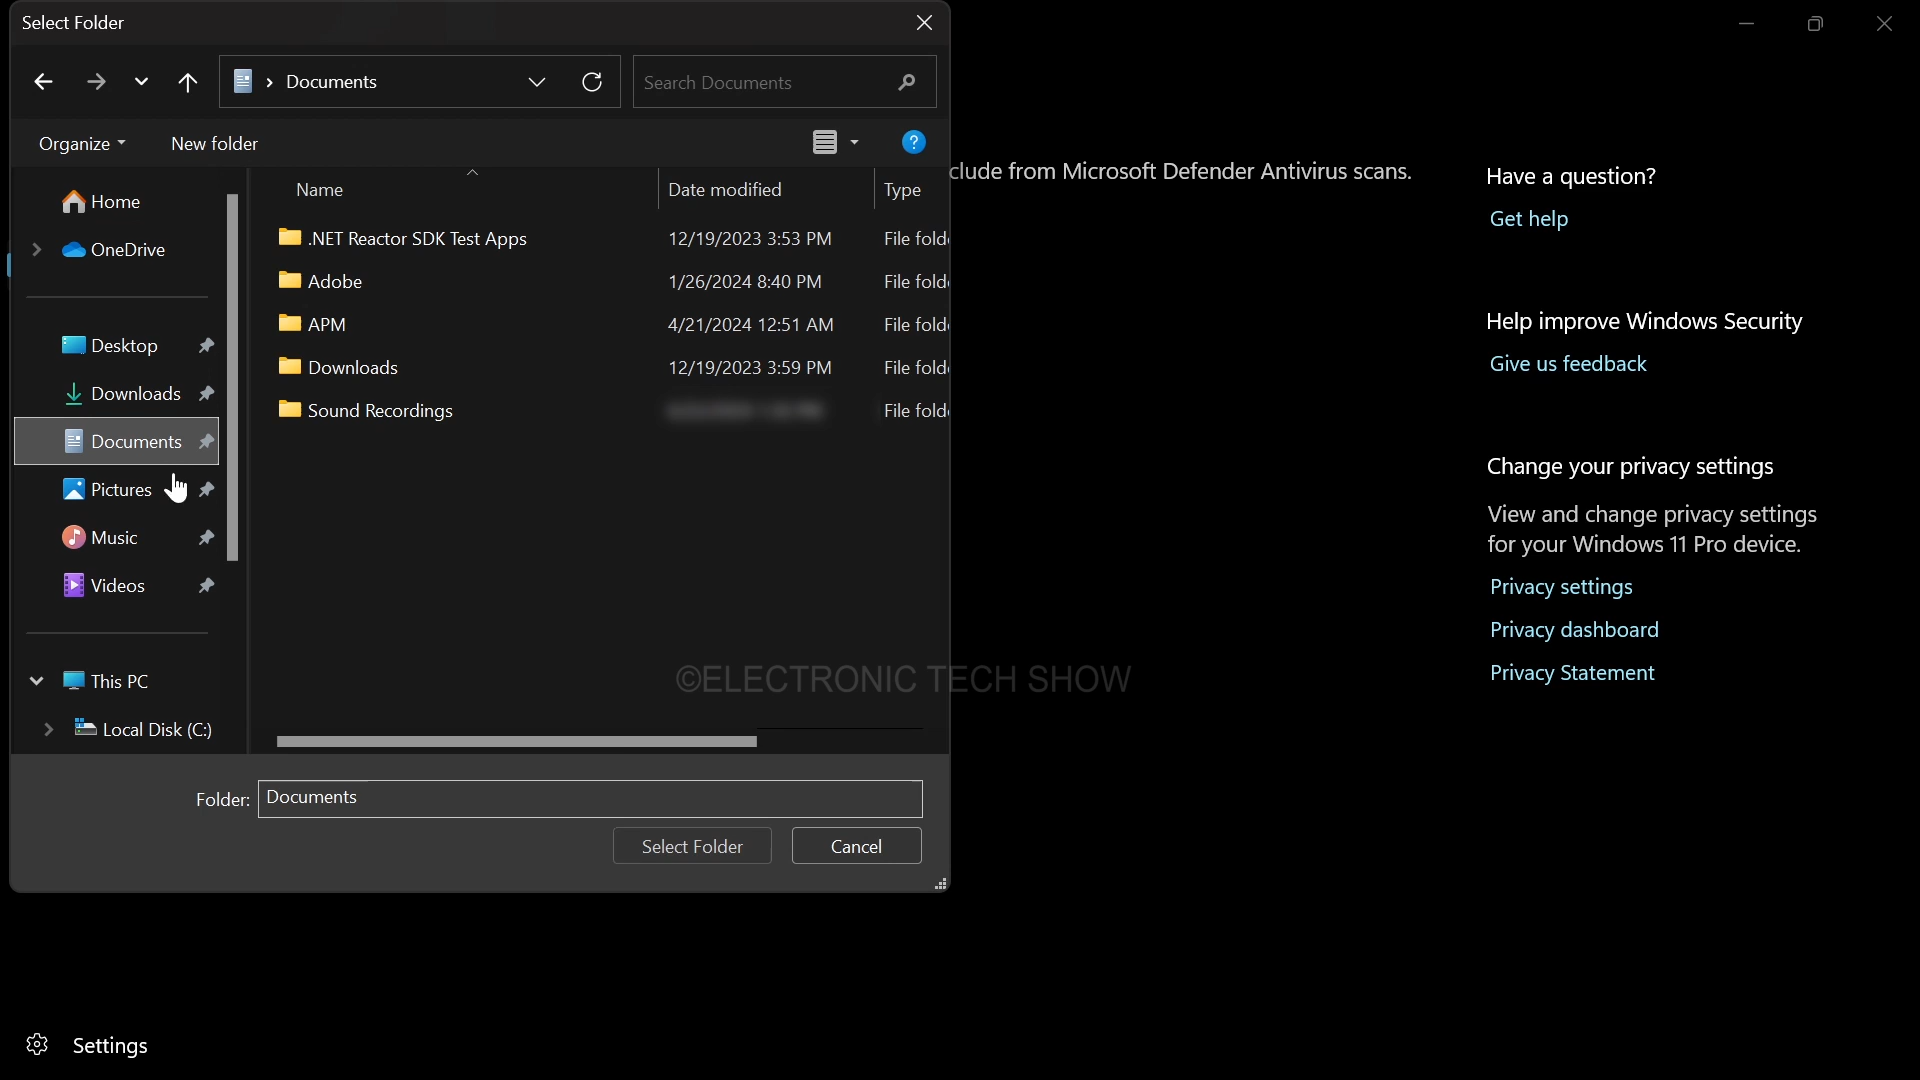 Select Folder
Documents
Search Documents
Organize
New folder
Name
Date modified
Type
Home
OneDrive
Desktop
Downloads
Documents
Pictures
Music
Videos
This PC
Local Disk (C:)
.NET Reactor SDK Test Apps 12/19/2023 3:53 PM File
Adobe 1/26/2024 8:40 PM File
APM 4/21/2024 12:51 AM File
Downloads 12/19/2023 3:59 PM File
Sound Recordings File
Folder: Documents
Select Folder
Cancel
clude from Microsoft Defender Antivirus scans.
Have a question?
Get help
Help improve Windows Security
Give us feedback
Change your privacy settings
View and change privacy settings
for your Windows 11 Pro device.
Privacy settings
Privacy dashboard
Privacy Statement
©ELECTRONIC TECH SHOW
Settings